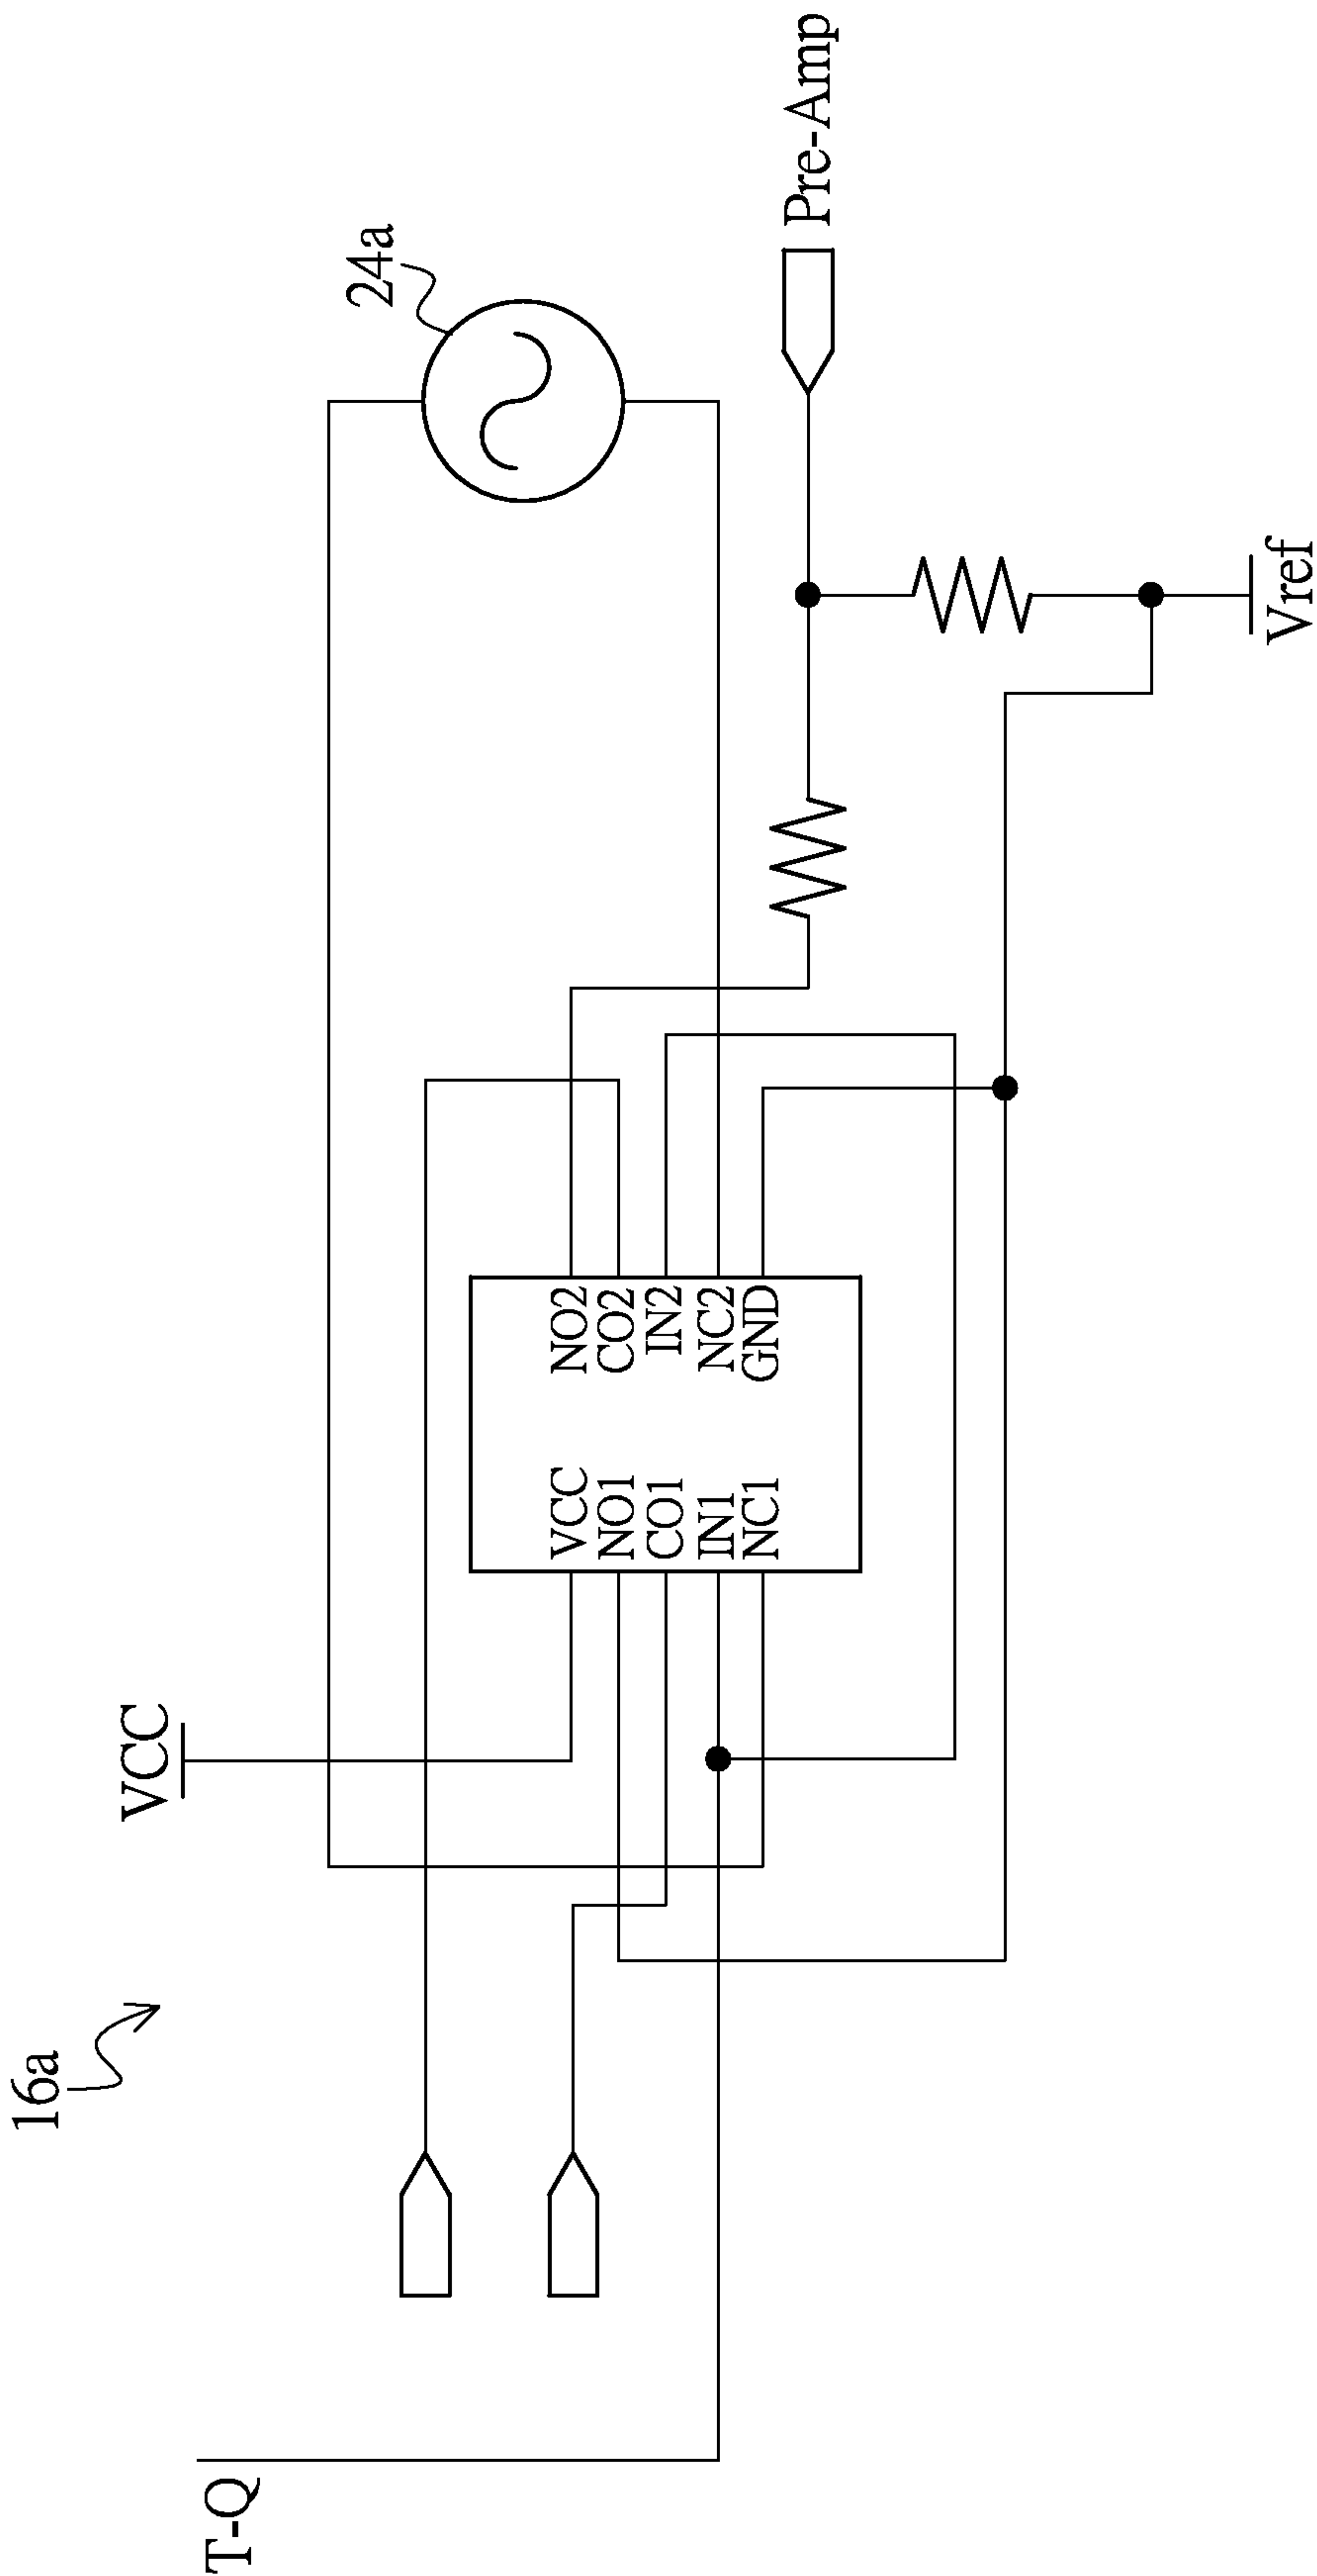 16a
T-Q
VCC
24a
VCC
NO1
CO1
IN1
NC1
NO2
CO2
IN2
NC2
GND
Pre-Amp
Vref